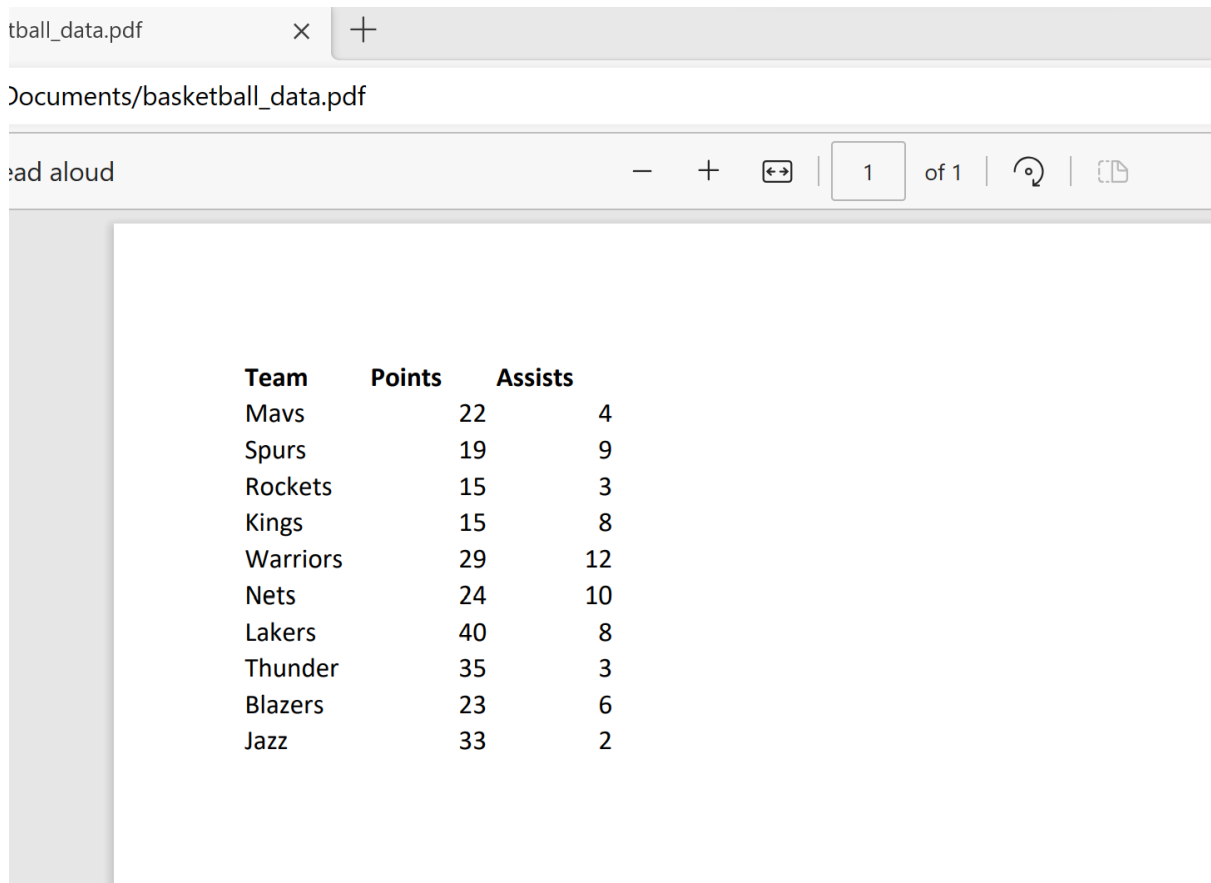 tball_data.pdf
Documents/basketball_data.pdf
ead aloud
1 of 1
Team Points Assists
Mavs 22 4
Spurs 19 9
Rockets 15 3
Kings 15 8
Warriors 29 12
Nets 24 10
Lakers 40 8
Thunder 35 3
Blazers 23 6
Jazz 33 2